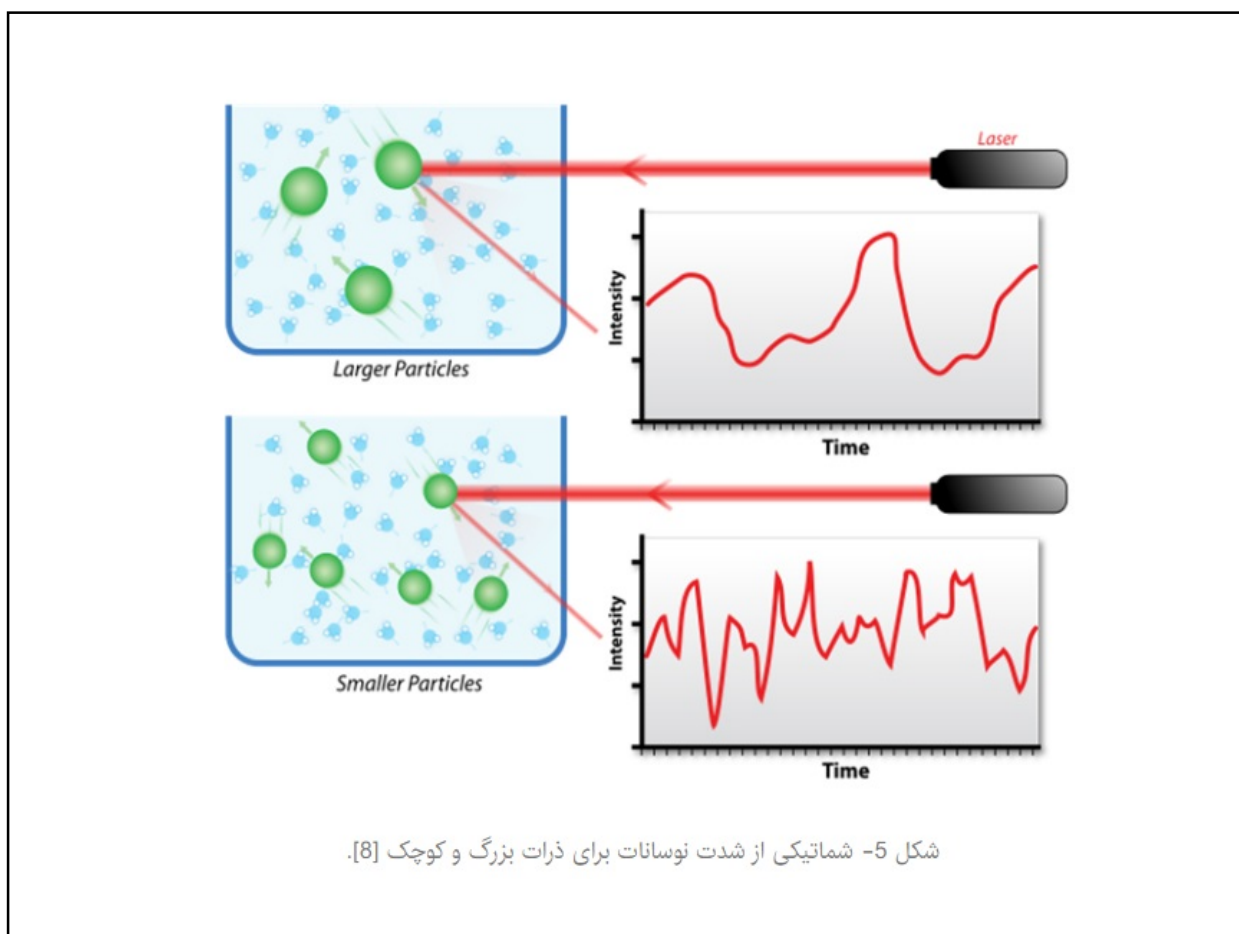 Laser
Intensity
Time
Larger Particles
Intensity
Time
Smaller Particles
شکل 5- شماتیکی از شدت نوسانات برای ذرات بزرگ و کوچک [8].